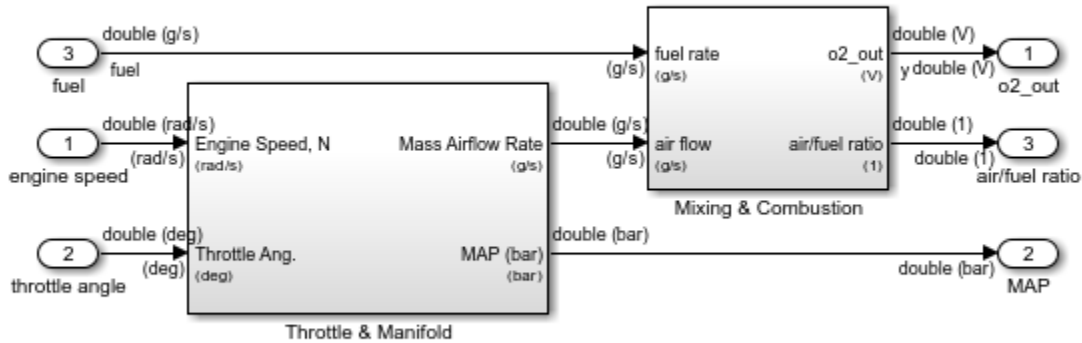 double (g/s)
3
fuel
fuel
(g/s)
fuel rate
(g/s)
o2_out
(V)
double (V)
y double (V)
1
o2_out
double (rad/s)
1
(rad/s)
engine speed
Engine Speed, N
(rad/s)
Mass Airflow Rate
(g/s)
double (g/s)
(g/s)
air flow
(g/s)
air/fuel ratio
(1)
double (1)
double (1)
3
air/fuel ratio
Mixing & Combustion
double (deg)
2
(deg)
throttle angle
Throttle Ang.
(deg)
MAP (bar)
(bar)
double (bar)
double (bar)
2
MAP
Throttle & Manifold